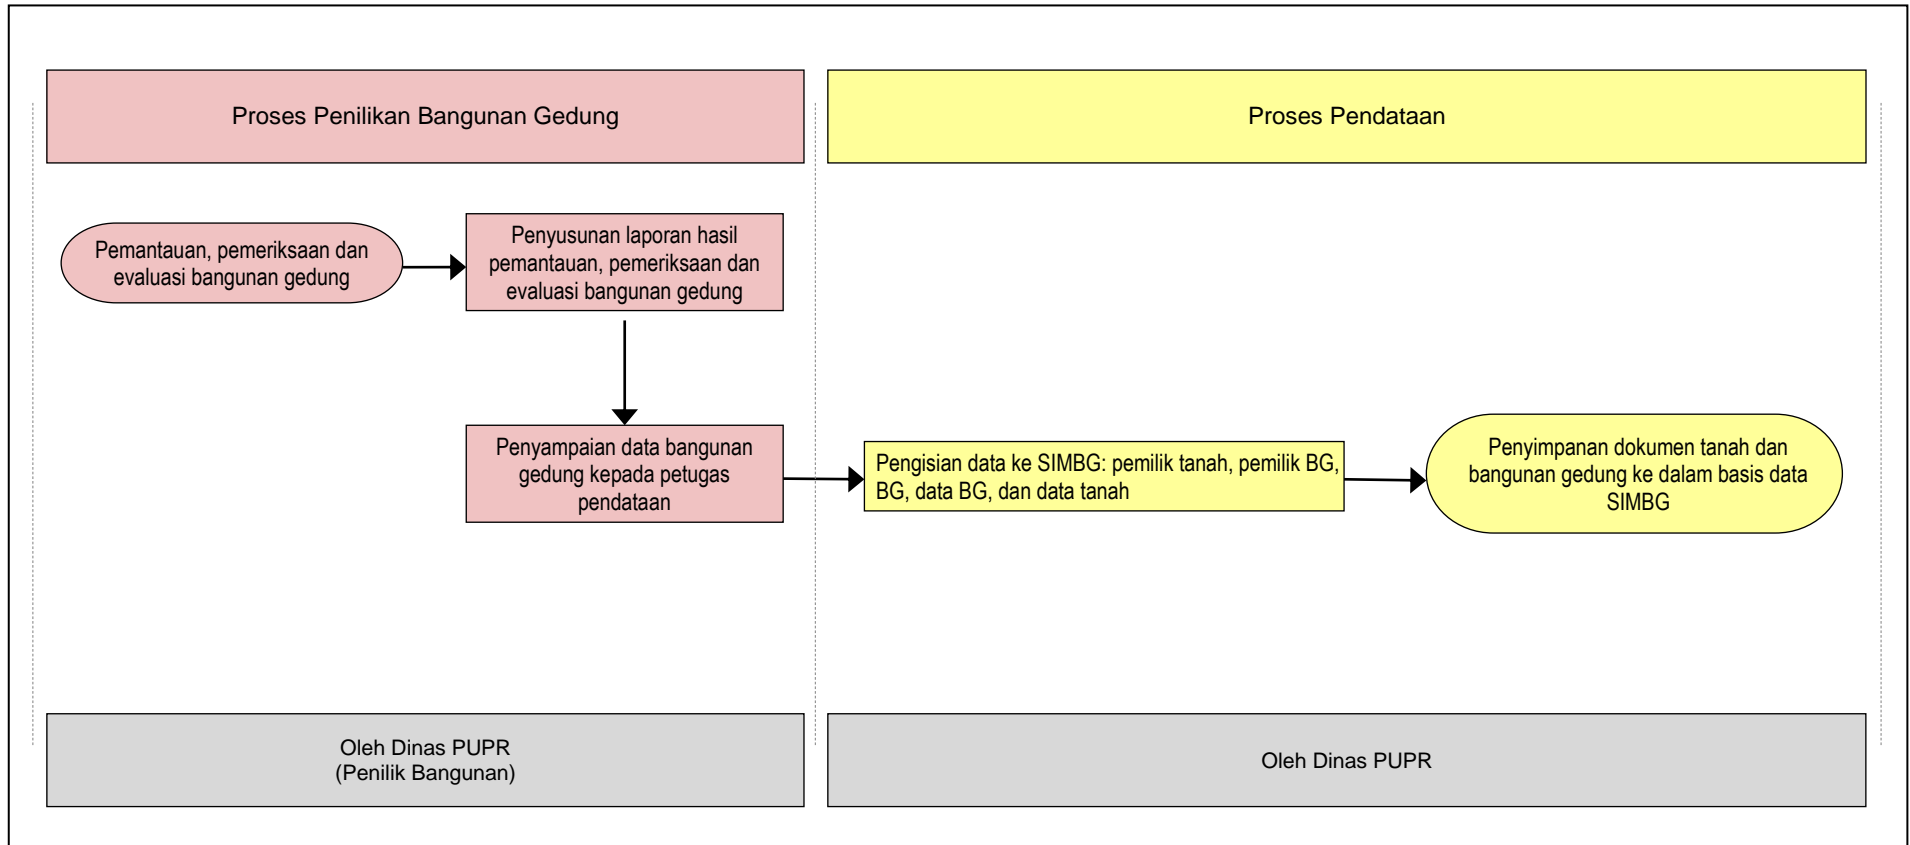 Proses Penilikan Bangunan Gedung
Proses Pendataan
Pemantauan, pemeriksaan dan
evaluasi bangunan gedung
Penyusunan laporan hasil
pemantauan, pemeriksaan dan
evaluasi bangunan gedung
Penyampaian data bangunan
gedung kepada petugas
pendataan
Pengisian data ke SIMBG: pemilik tanah, pemilik BG,
BG, data BG, dan data tanah
Penyimpanan dokumen tanah dan
bangunan gedung ke dalam basis data
SIMBG
Oleh Dinas PUPR
(Penilik Bangunan)
Oleh Dinas PUPR